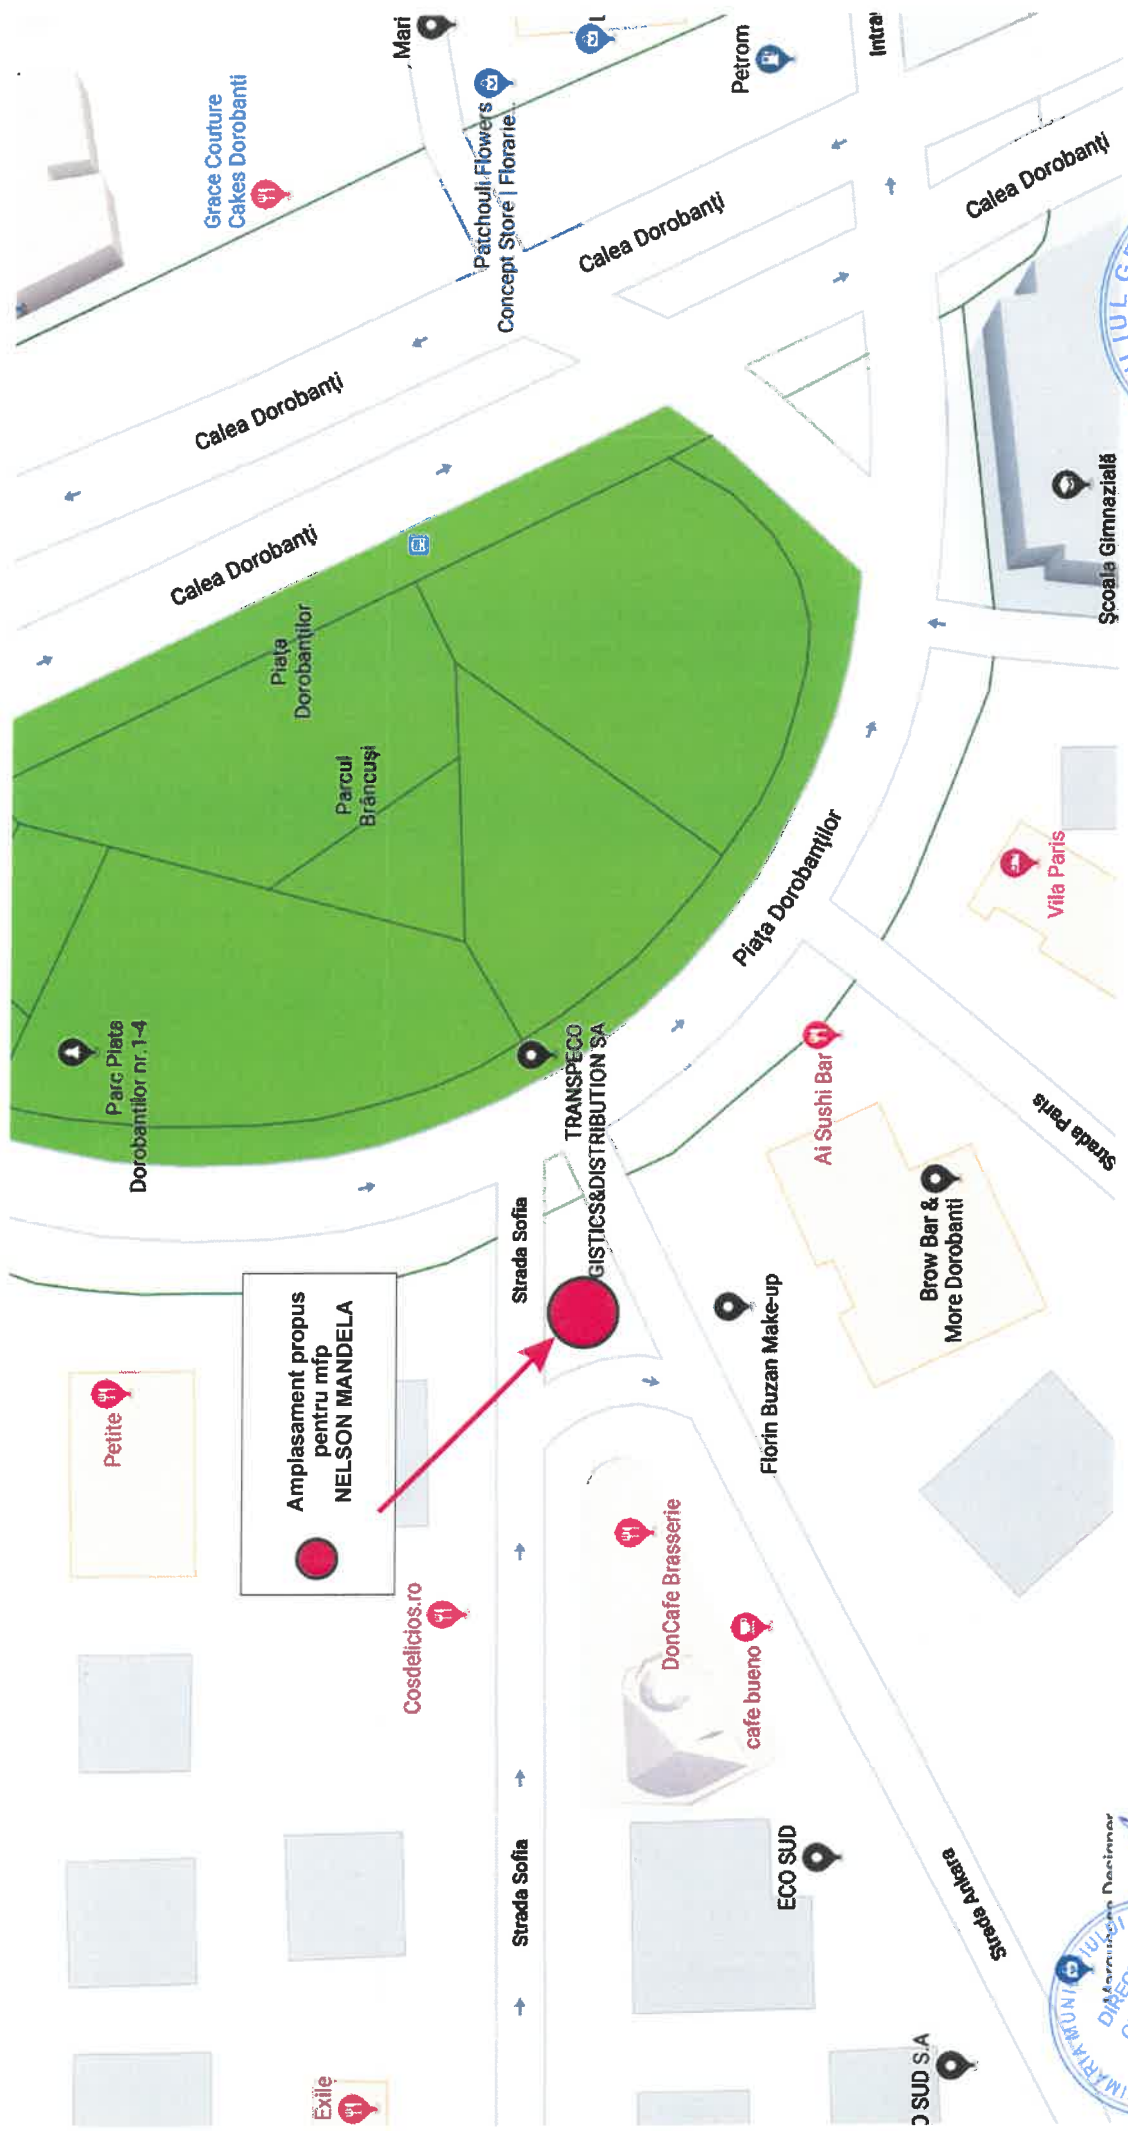 Grace Couture
Cakes Dorobanti
Mari
Patchouli Flowers
Concept Store | Florarie...
Petrom
Intra
Calea Dorobanți
Calea Dorobanți
Calea Dorobanți
Calea Dorobanți
Piața
Dorobanților
Parcul
Brâncuși
Parc Piata
Dorobantilor nr.1-4
Piața Dorobanților
Școala Gimnazială
Vila Paris
TRANSPECO
GISTICS&DISTRIBUTION SA
Ai Sushi Bar
Strada Paris
Brow Bar &
More Dorobanti
Strada Sofia
Florin Buzan Make-up
Amplasament propus
pentru mfp
NELSON MANDELA
Petite
Cosdelicios.ro
DonCafe Brasserie
cafe bueno
Strada Sofia
ECO SUD
Strada Ankara
Exile
O SUD S.A
Designer